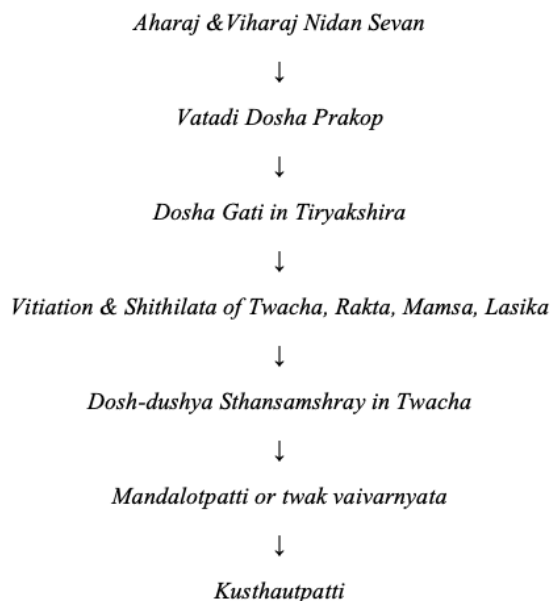 Aharaj &Viharaj Nidan Sevan
↓
Vatadi Dosha Prakop
↓
Dosha Gati in Tiryakshira
↓
Vitiation & Shithilata of Twacha, Rakta, Mamsa, Lasika
↓
Dosh-dushya Sthansamshray in Twacha
↓
Mandalotpatti or twak vaivarnyata
↓
Kusthautpatti